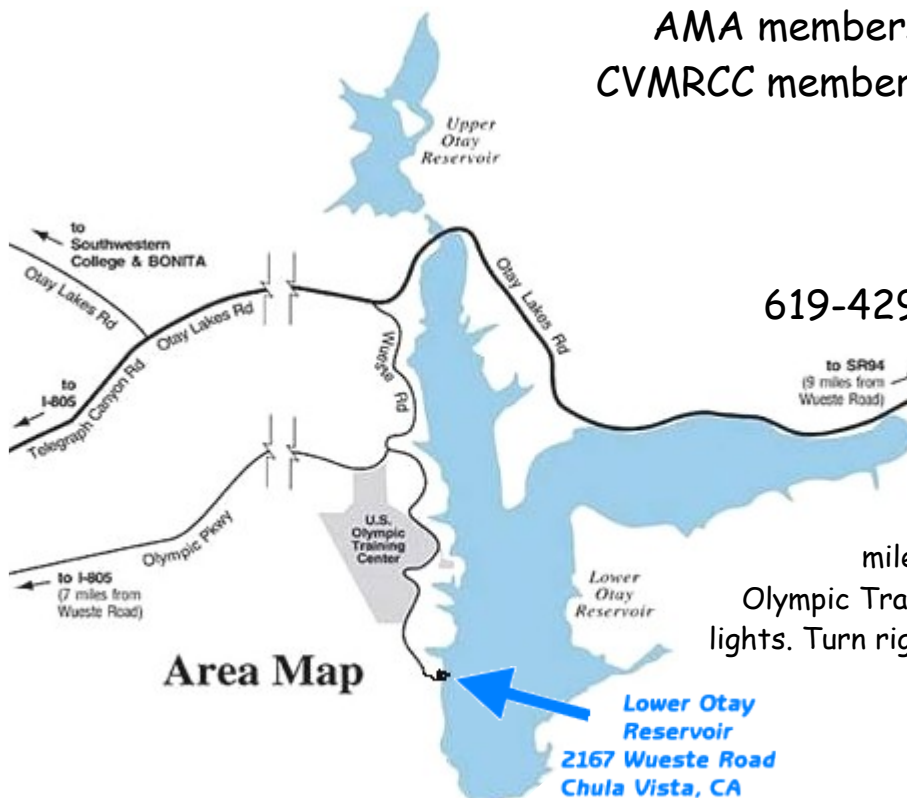 AMA members
CVMRCC member
Upper
Otay
Reservoir
to
Southwestern
College & BONITA
Otay Lakes Rd
Otay Lakes Rd
Otay Lakes Rd
619-429
Wueste Rd
to SR94
(9 miles from
Wueste Road)
to
I-805
Telegraph Canyon Rd
U.S.
Olympic
Training
Center
Olympic Pkwy
to I-805
(7 miles from
Wueste Road)
Lower
Otay
Reservoir
mile
Olympic Tra
lights. Turn rig
Area Map
Lower Otay
Reservoir
2167 Wueste Road
Chula Vista, CA